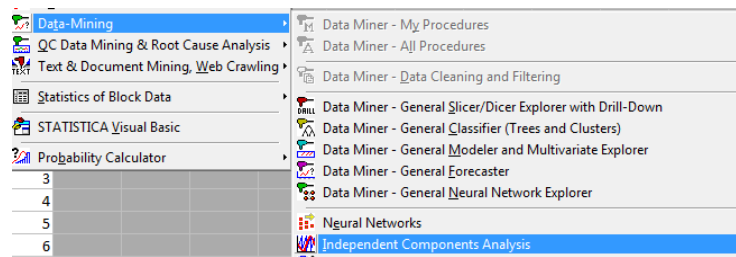 Data-Mining
QC Data Mining & Root Cause Analysis
TEXT Text & Document Mining, Web Crawling
Statistics of Block Data
STATISTICA Visual Basic
Probability Calculator
3
4
5
6
M Data Miner - My Procedures
A Data Miner - All Procedures
Data Miner - Data Cleaning and Filtering
DRILL Data Miner - General Slicer/Dicer Explorer with Drill-Down
Data Miner - General Classifier (Trees and Clusters)
Data Miner - General Modeler and Multivariate Explorer
Data Miner - General Forecaster
Data Miner - General Neural Network Explorer
Neural Networks
Independent Components Analysis